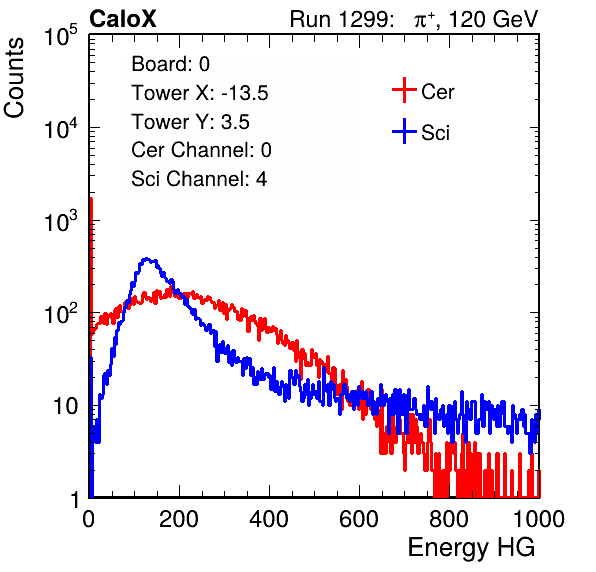 CaloX Run 1299: π⁺, 120 GeV
Counts
10⁵
10⁴
10³
10²
10
1
Board: 0
Tower X: -13.5
Tower Y: 3.5
Cer Channel: 0
Sci Channel: 4
Cer
Sci
0 200 400 600 800 1000
Energy HG